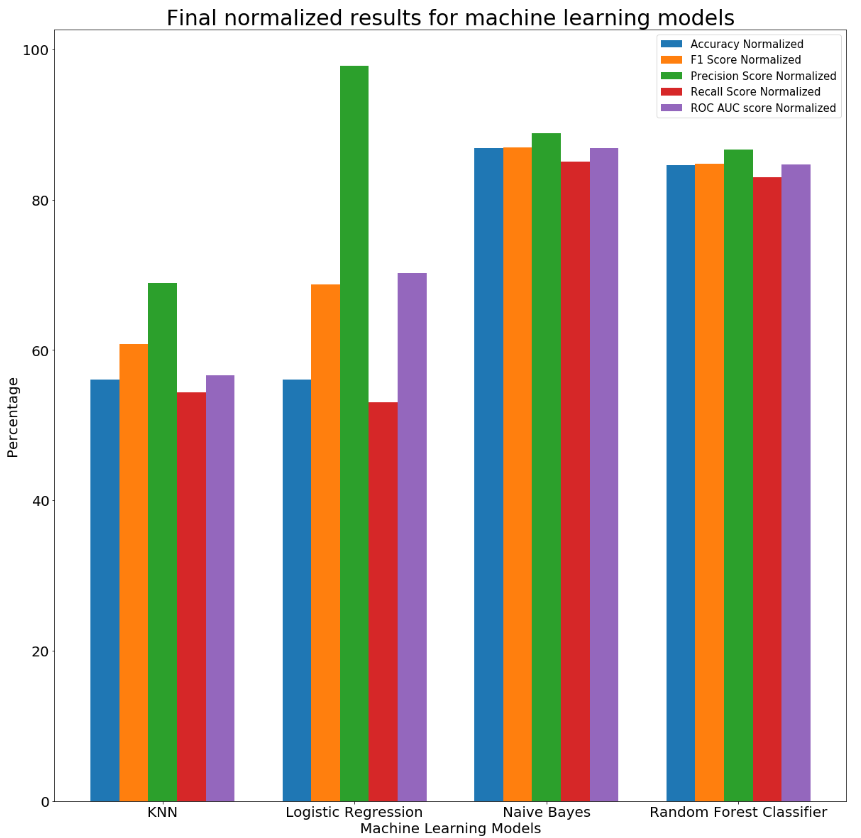 Final normalized results for machine learning models
Accuracy Normalized
F1 Score Normalized
Precision Score Normalized
Recall Score Normalized
ROC AUC score Normalized
100
80
60
40
20
0
Percentage
KNN
Logistic Regression
Naive Bayes
Random Forest Classifier
Machine Learning Models